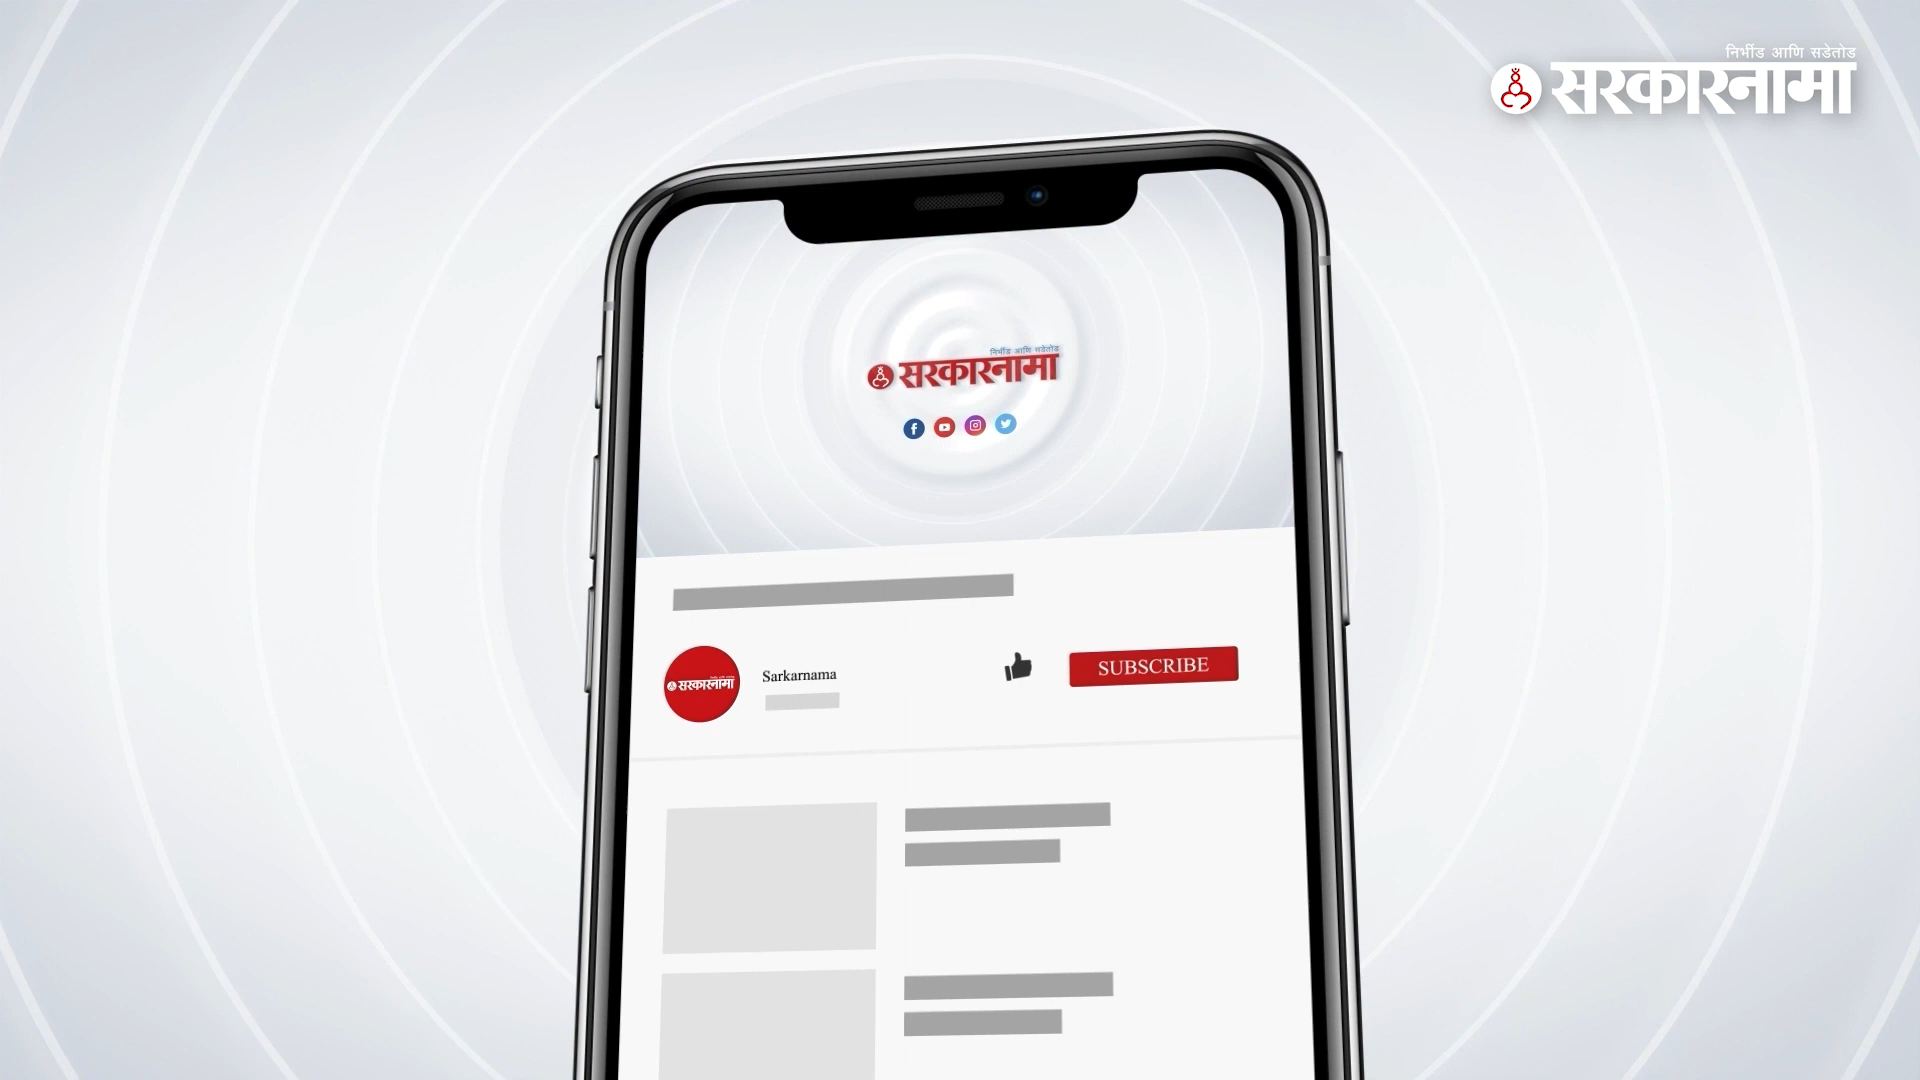 निर्भीड आणि सडेतोड
सरकारनामा
निर्भीड आणि सडेतोड
सरकारनामा
सरकारनामा
Sarkarnama
SUBSCRIBE